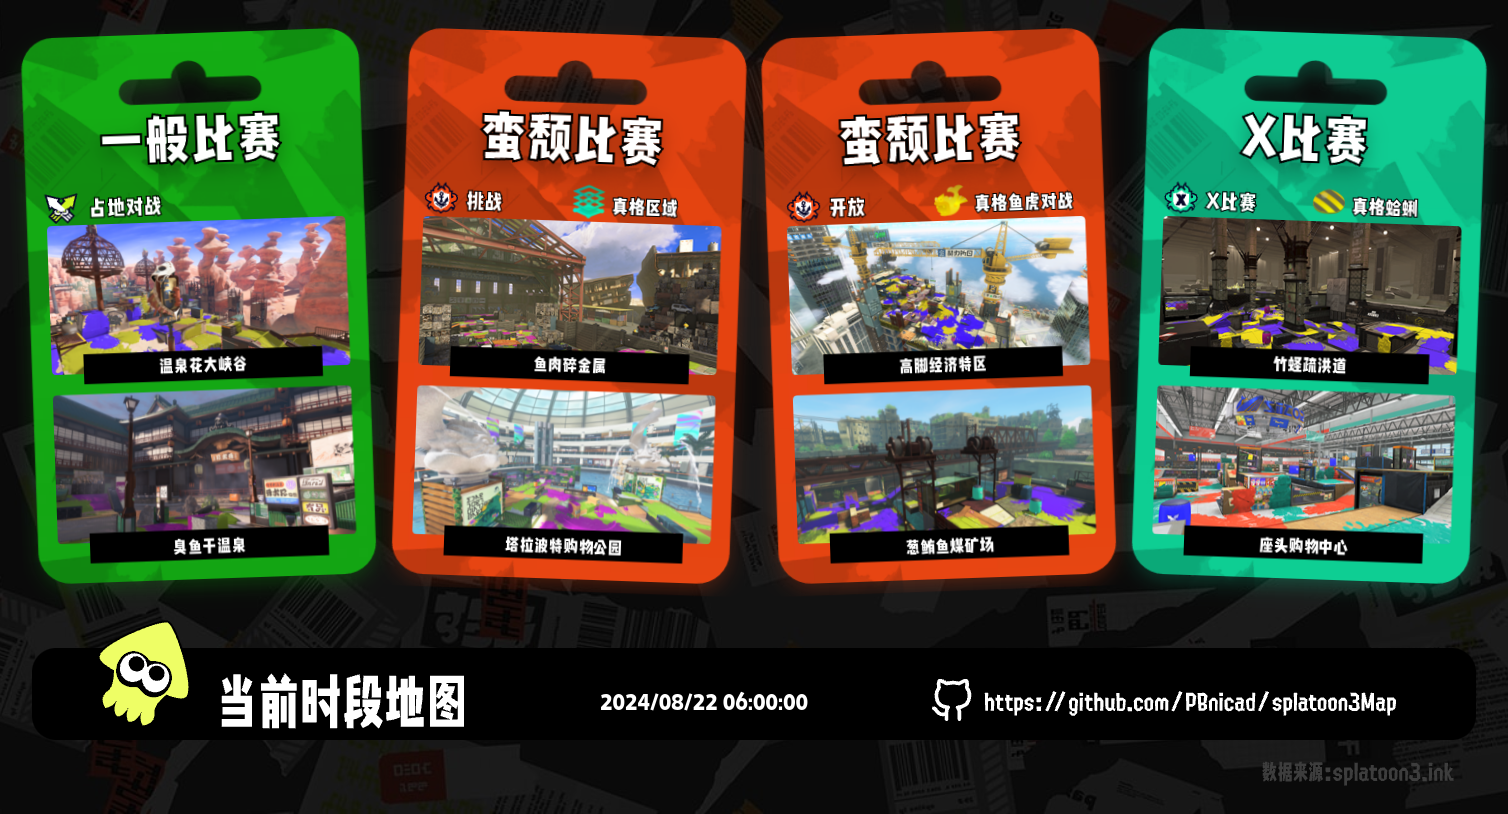 一般比赛
占地对战
温泉花大峡谷
臭鱼干温泉
蛮颓比赛
挑战
真格区域
鱼肉碎金属
塔拉波特购物公园
蛮颓比赛
开放
真格鱼虎对战
高脚经济特区
葱鲔鱼煤矿场
X比赛
X比赛
真格蛤蜊
竹蛏疏洪道
座头购物中心
当前时段地图
2024/08/22 06:00:00
https://github.com/PBnicad/splatoon3Map
数据来源:splatoon3.ink